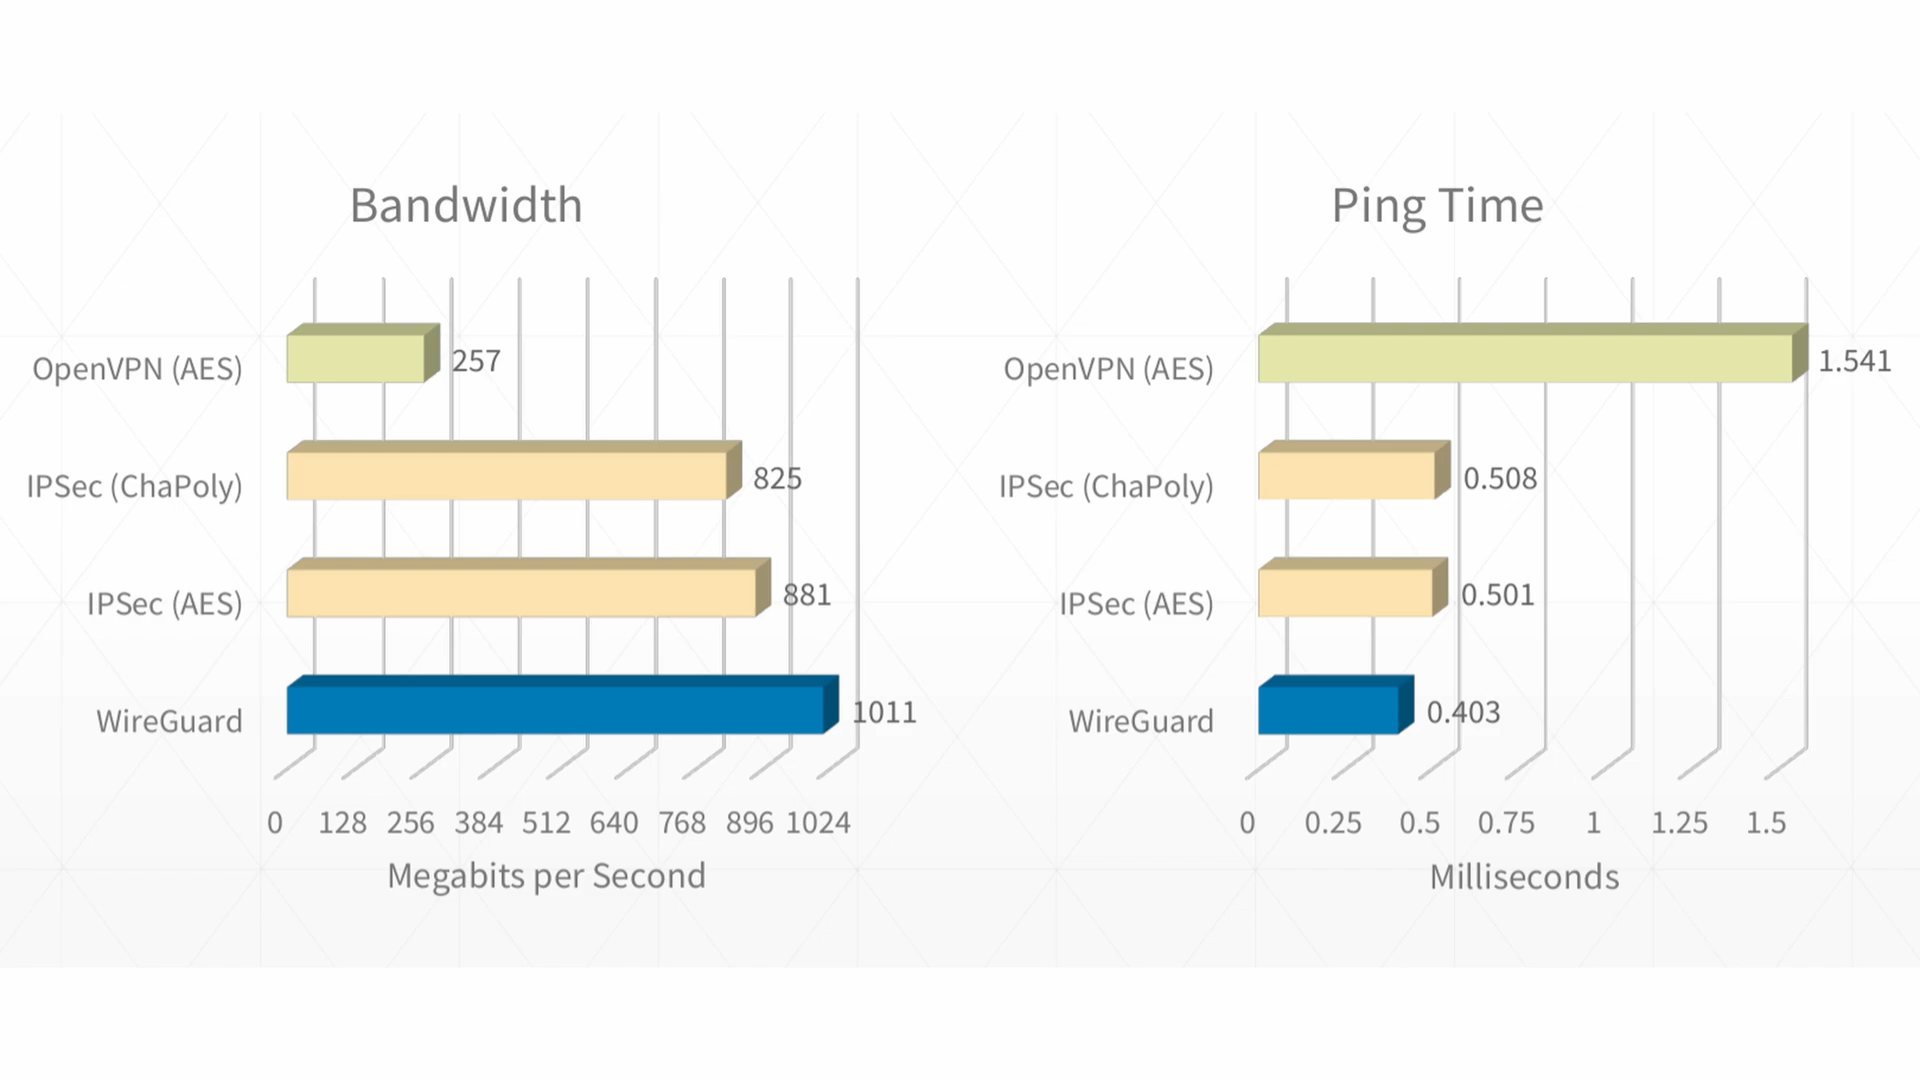 Bandwidth
OpenVPN (AES)
257
IPSec (ChaPoly)
825
IPSec (AES)
881
WireGuard
1011
0 128 256 384 512 640 768 896 1024
Megabits per Second
Ping Time
OpenVPN (AES)
1.541
IPSec (ChaPoly)
0.508
IPSec (AES)
0.501
WireGuard
0.403
0 0.25 0.5 0.75 1 1.25 1.5
Milliseconds